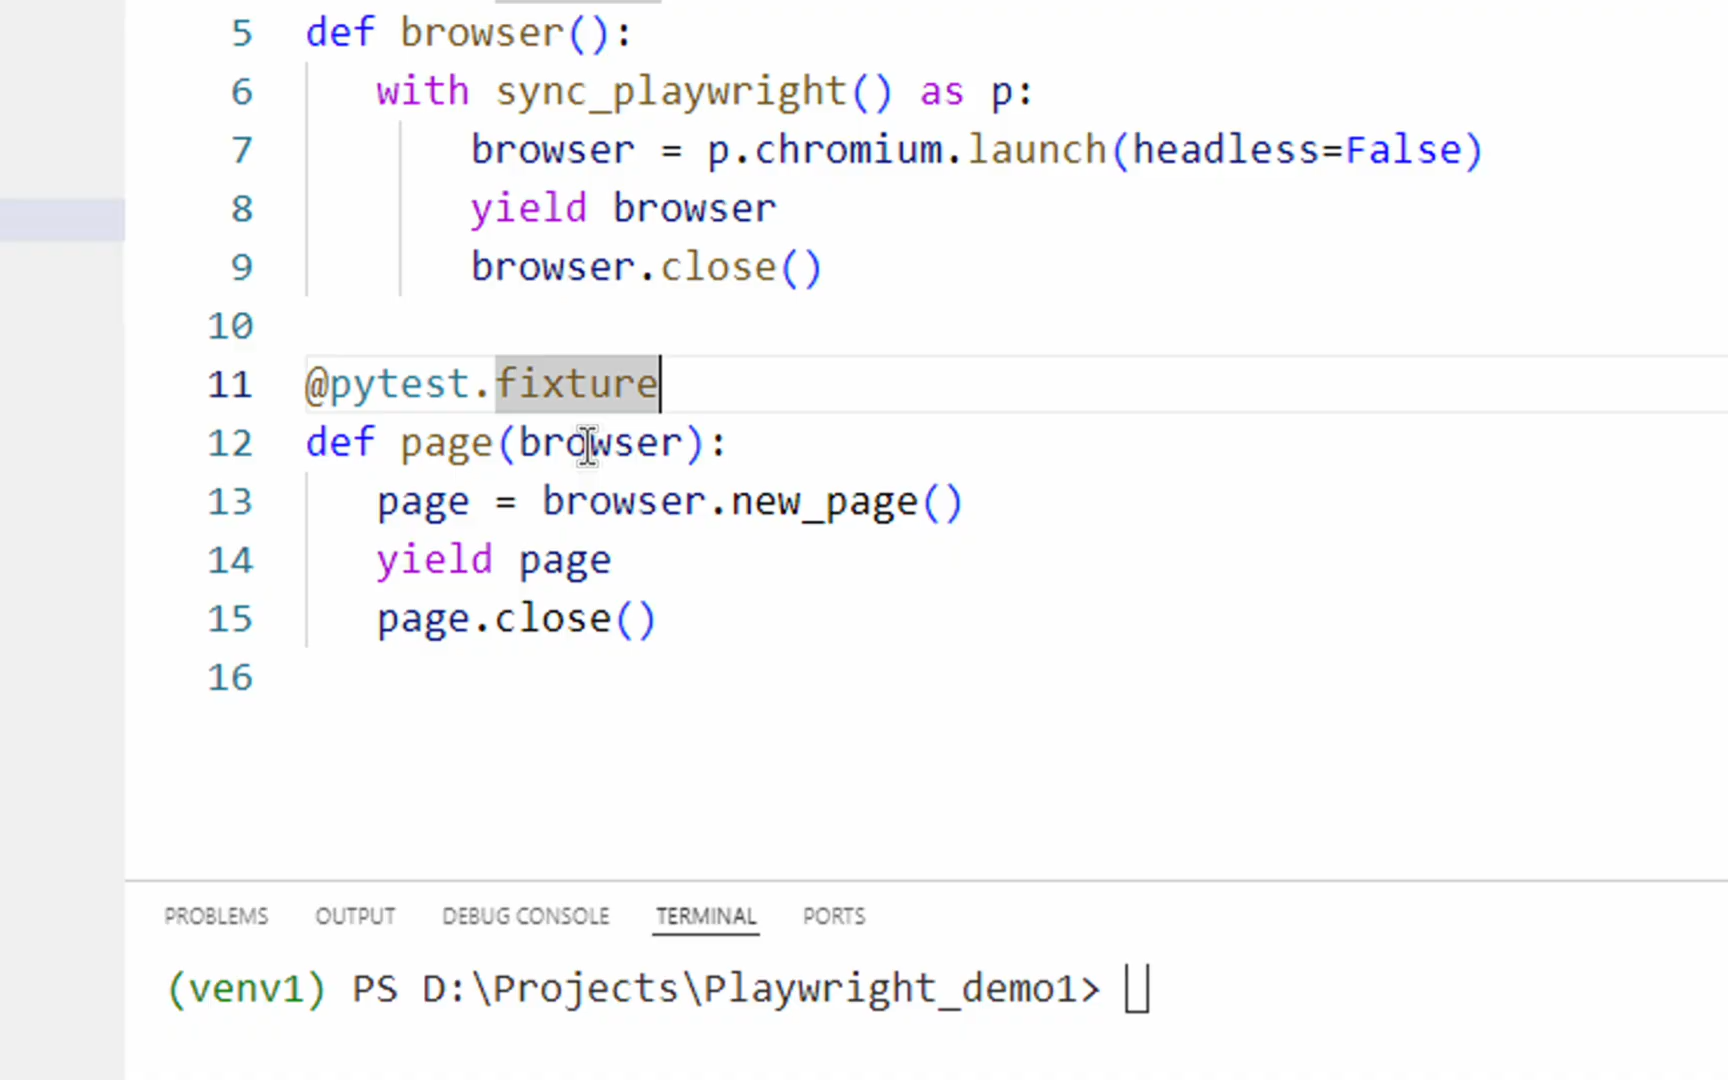 5 def browser():
6 with sync_playwright() as p:
7 browser = p.chromium.launch(headless=False)
8 yield browser
9 browser.close()
10
11 @pytest.fixture
12 def page(browser):
13 page = browser.new_page()
14 yield page
15 page.close()
16
PROBLEMS OUTPUT DEBUG CONSOLE TERMINAL PORTS
(venv1) PS D:\Projects\Playwright_demo1>